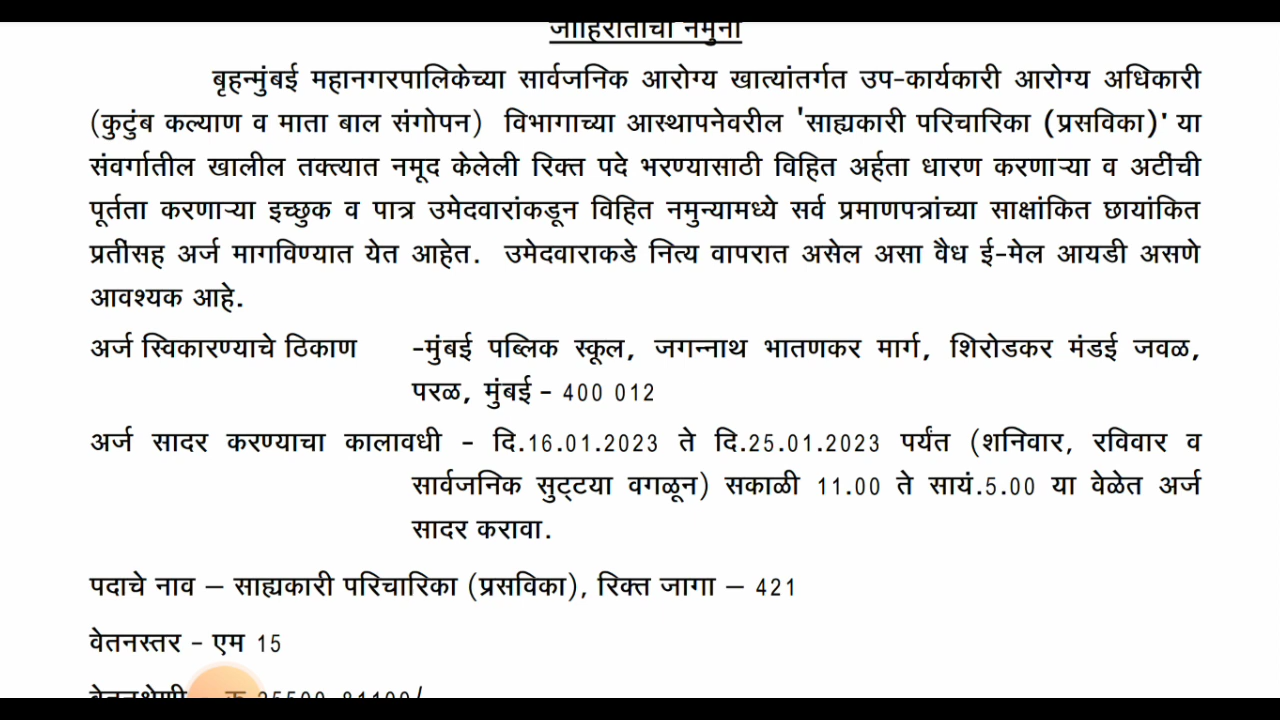 जाहिरातीचा नमुना
बृहन्मुंबई महानगरपालिकेच्या सार्वजनिक आरोग्य खात्यांतर्गत उप-कार्यकारी आरोग्य अधिकारी
(कुटुंब कल्याण व माता बाल संगोपन) विभागाच्या आस्थापनेवरील 'साह्यकारी परिचारिका (प्रसविका)' या
संवर्गातील खालील तक्त्यात नमूद केलेली रिक्त पदे भरण्यासाठी विहित अर्हता धारण करणाऱ्या व अटींची
पूर्तता करणाऱ्या इच्छुक व पात्र उमेदवारांकडून विहित नमुन्यामध्ये सर्व प्रमाणपत्रांच्या साक्षांकित छायांकित
प्रतींसह अर्ज मागविण्यात येत आहेत. उमेदवाराकडे नित्य वापरात असेल असा वैध ई-मेल आयडी असणे
आवश्यक आहे.
अर्ज स्विकारण्याचे ठिकाण -मुंबई पब्लिक स्कूल, जगन्नाथ भातणकर मार्ग, शिरोडकर मंडई जवळ,
परळ, मुंबई - 400 012
अर्ज सादर करण्याचा कालावधी - दि.16.01.2023 ते दि.25.01.2023 पर्यंत (शनिवार, रविवार व
सार्वजनिक सुट्टया वगळून) सकाळी 11.00 ते सायं.5.00 या वेळेत अर्ज
सादर करावा.
पदाचे नाव – साह्यकारी परिचारिका (प्रसविका), रिक्त जागा – 421
वेतनस्तर - एम 15
वेतनश्रेणी - रु 25500-81100/